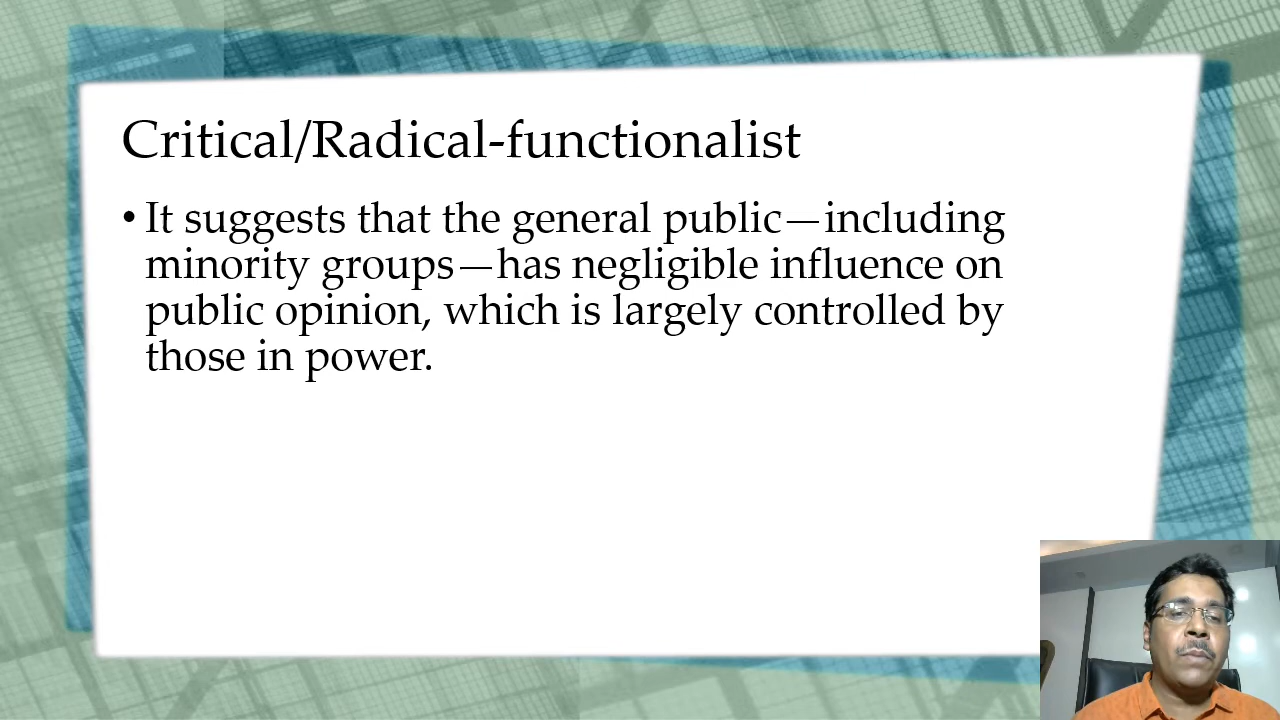 Critical/Radical-functionalist
• It suggests that the general public—including
minority groups—has negligible influence on
public opinion, which is largely controlled by
those in power.